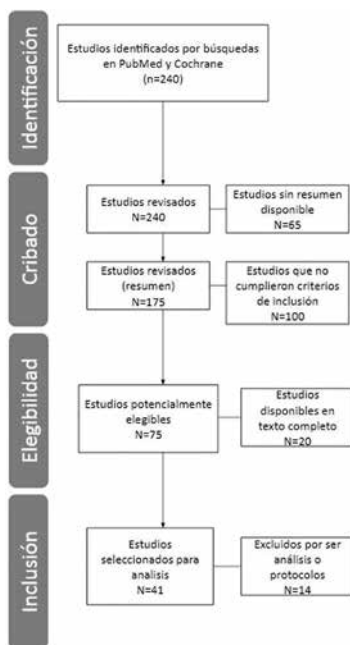 Identificación
Estudios identificados por búsquedas
en PubMed y Cochrane
(n=240)
Cribado
Estudios revisados
N=240
Estudios sin resumen
disponible
N=65
Estudios revisados
(resumen)
N=175
Estudios que no
cumplieron criterios
de inclusión
N=100
Elegibilidad
Estudios potencialmente
elegibles
N=75
Estudios
disponibles en
texto completo
N=20
Inclusión
Estudios
seleccionados para
analisis
N=41
Excluidos por ser
análisis o
protocolos
N=14